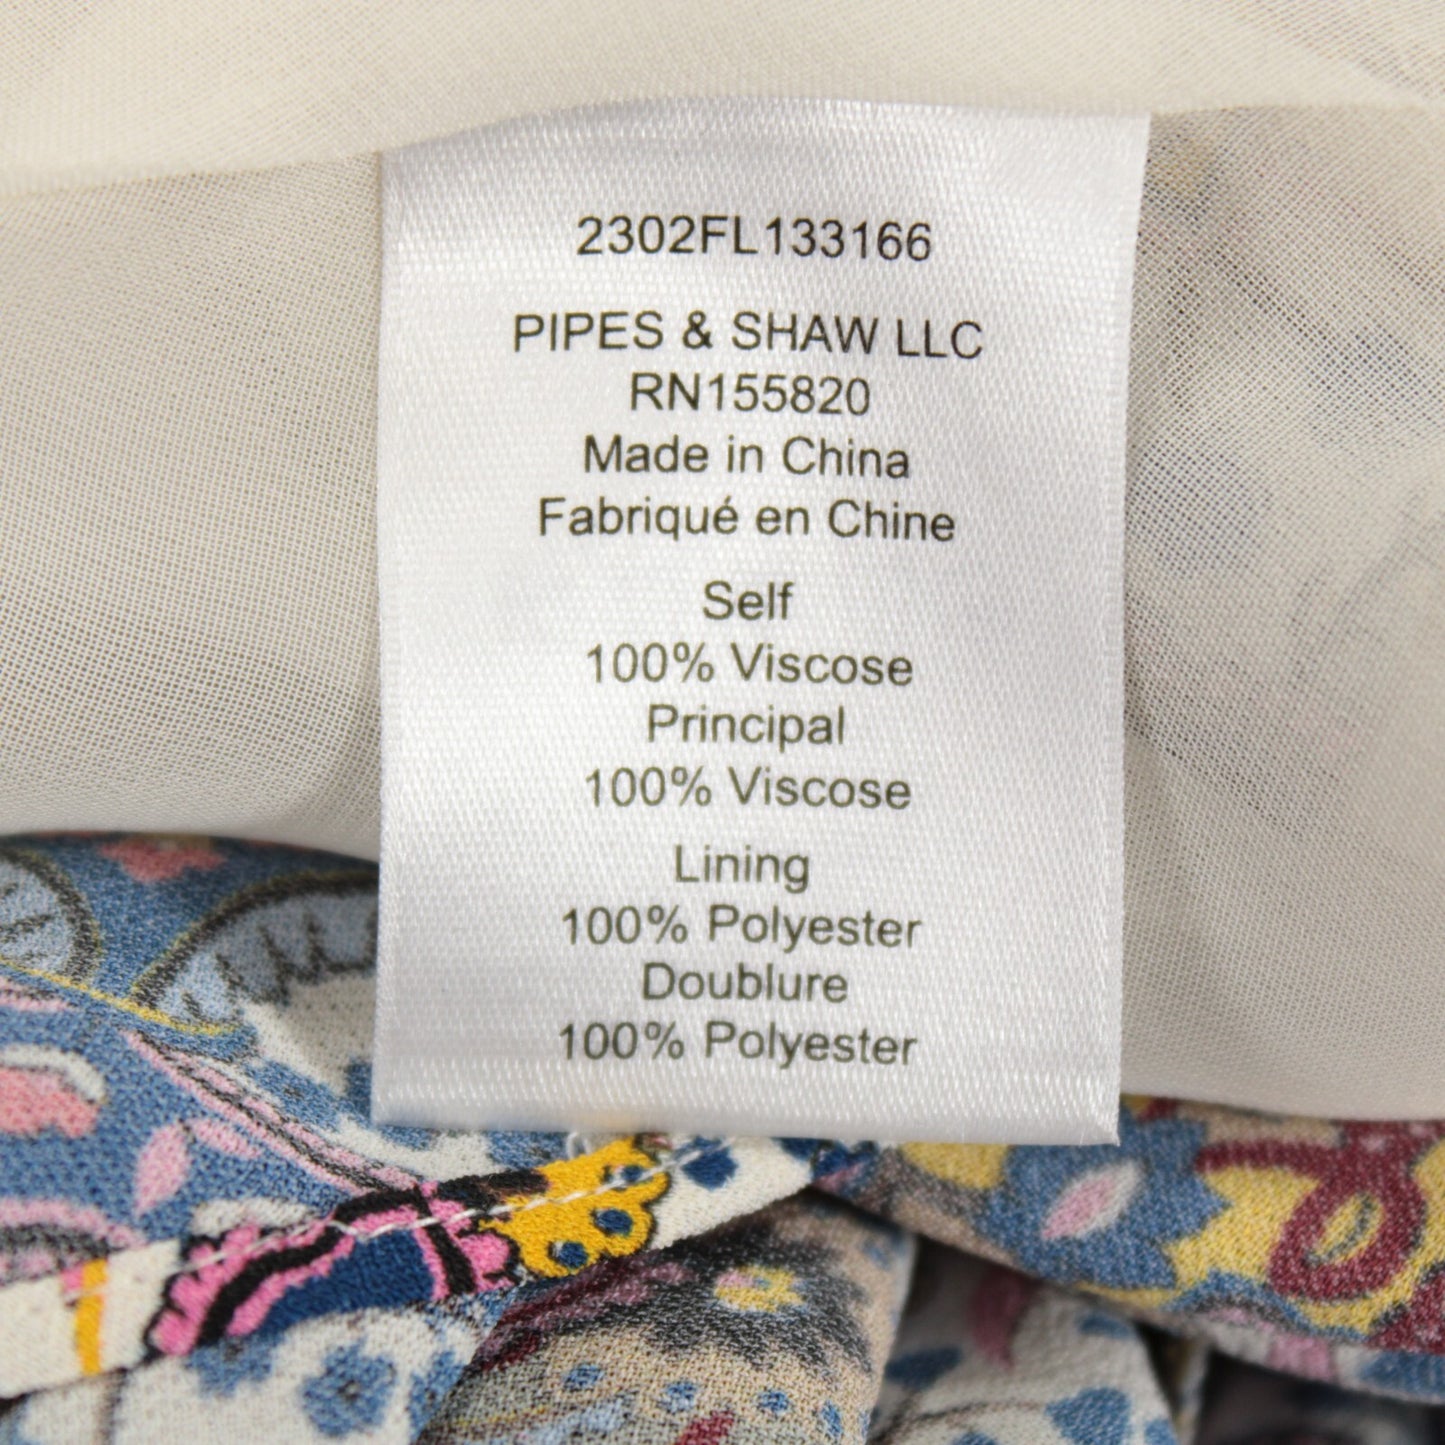 2302FL133166
PIPES & SHAW LLC
RN155820
Made in China
Fabriqué en Chine
Self
100% Viscose
Principal
100% Viscose
Lining
100% Polyester
Doublure
100% Polyester